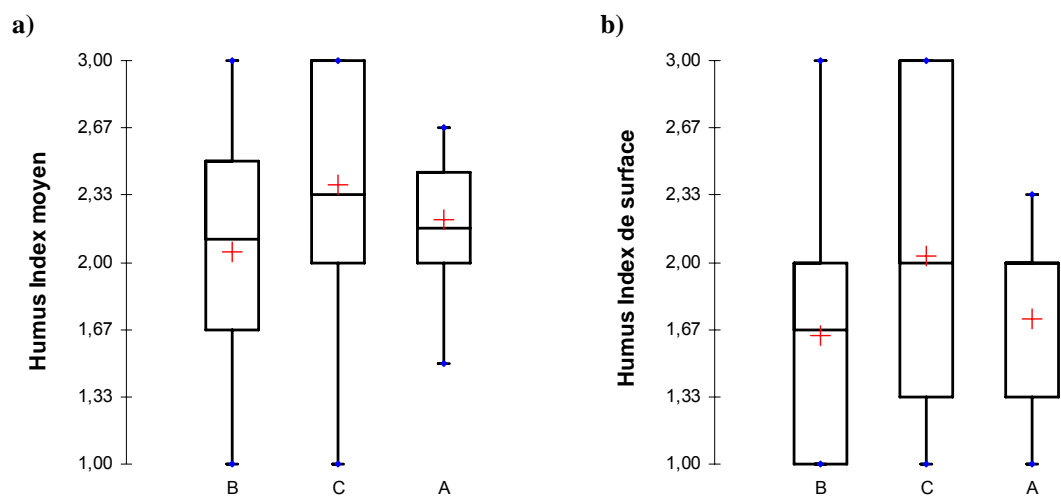 a)
Humus Index moyen
3,00
2,67
2,33
2,00
1,67
1,33
1,00
B C A
b)
Humus Index de surface
3,00
2,67
2,33
2,00
1,67
1,33
1,00
B C A